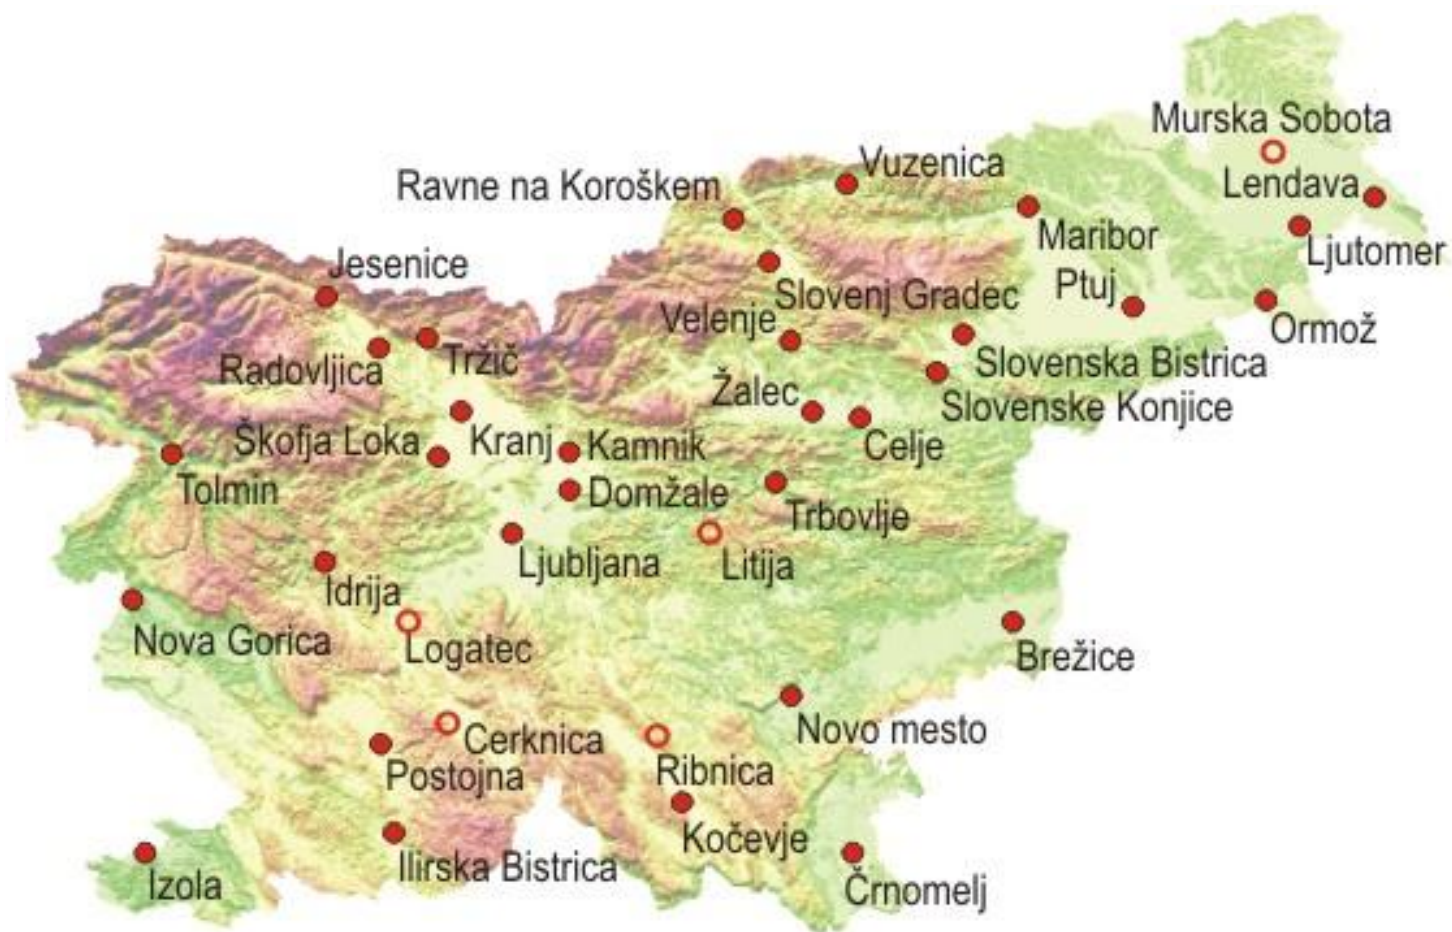 Murska Sobota
Vuzenica
Ravne na Koroškem
Lendava
Maribor
Ljutomer
Jesenice
Slovenj Gradec
Ptuj
Velenje
Ormož
Radovljica
Tržič
Slovenska Bistrica
Žalec
Slovenske Konjice
Škofja Loka
Kranj
Kamnik
Celje
Tolmin
Domžale
Trbovlje
Ljubljana
Litija
Idrija
Nova Gorica
Logatec
Brežice
Novo mesto
Cerknica
Postojna
Ribnica
Kočevje
Ilirska Bistrica
Izola
Črnomelj